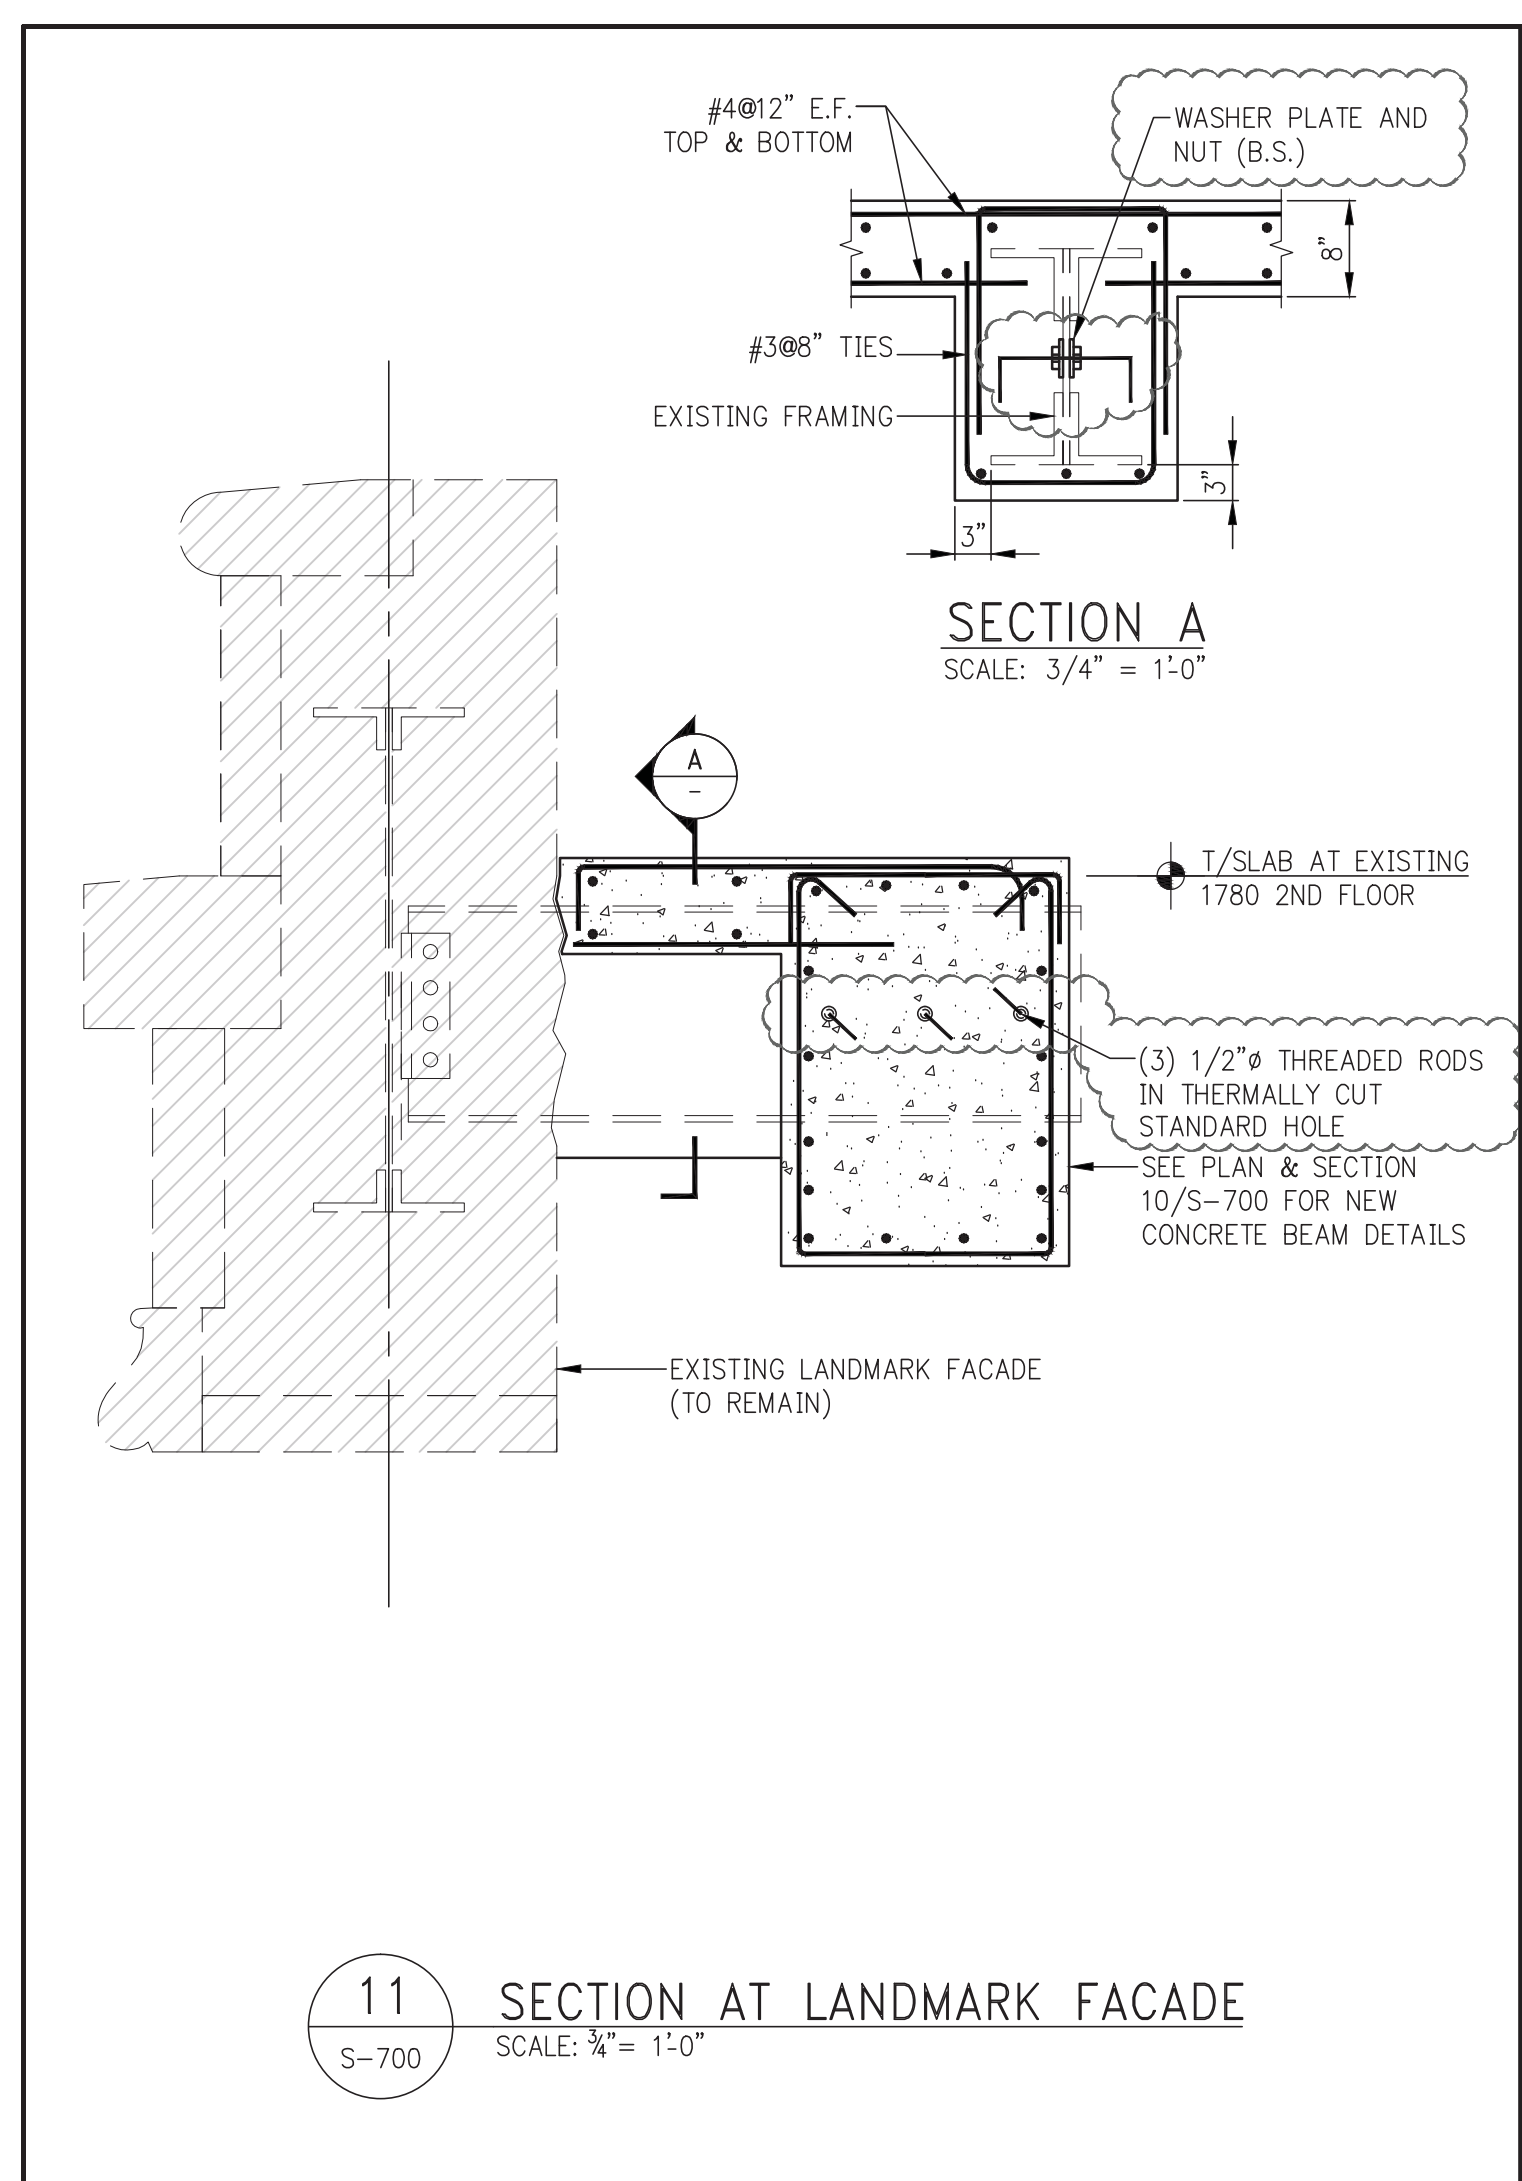 #4@12" E.F.
TOP & BOTTOM
WASHER PLATE AND
NUT (B.S.)
8"
#3@8" TIES
EXISTING FRAMING
3"
3"
SECTION A
SCALE: 3/4" = 1'-0"
A
-
T/SLAB AT EXISTING
1780 2ND FLOOR
(3) 1/2"ø THREADED RODS
IN THERMALLY CUT
STANDARD HOLE
SEE PLAN & SECTION
10/S-700 FOR NEW
CONCRETE BEAM DETAILS
EXISTING LANDMARK FACADE
(TO REMAIN)
11
S-700
SECTION AT LANDMARK FACADE
SCALE: ¾"= 1'-0"